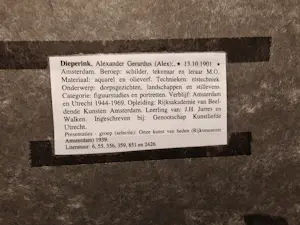 Dieperink, Alexander Gerardus (Alex); * 15.10.1901 *
Amsterdam. Beroep: schilder, tekenaar en leraar M.O.
Materiaal: aquarel en olieverf. Technieken: etstechniek
Onderwerp: dorpsgezichten, landschappen en stillevens.
Categorie: figuurstudies en portretten. Verblijf: Amsterdam
en Utrecht 1944-1969. Opleiding: Rijksakademie van Beel-
dende Kunsten Amsterdam. Leerling van: J.H. Jurres en
Walken. Ingeschreven bij: Genootschap Kunstliefde
Utrecht.
Presentaties - groep (selectie): Onze kunst van heden (Rijksmuseum
Amsterdam) 1939.
Literatuur: 6, 55, 356, 359, 851 en 2426.